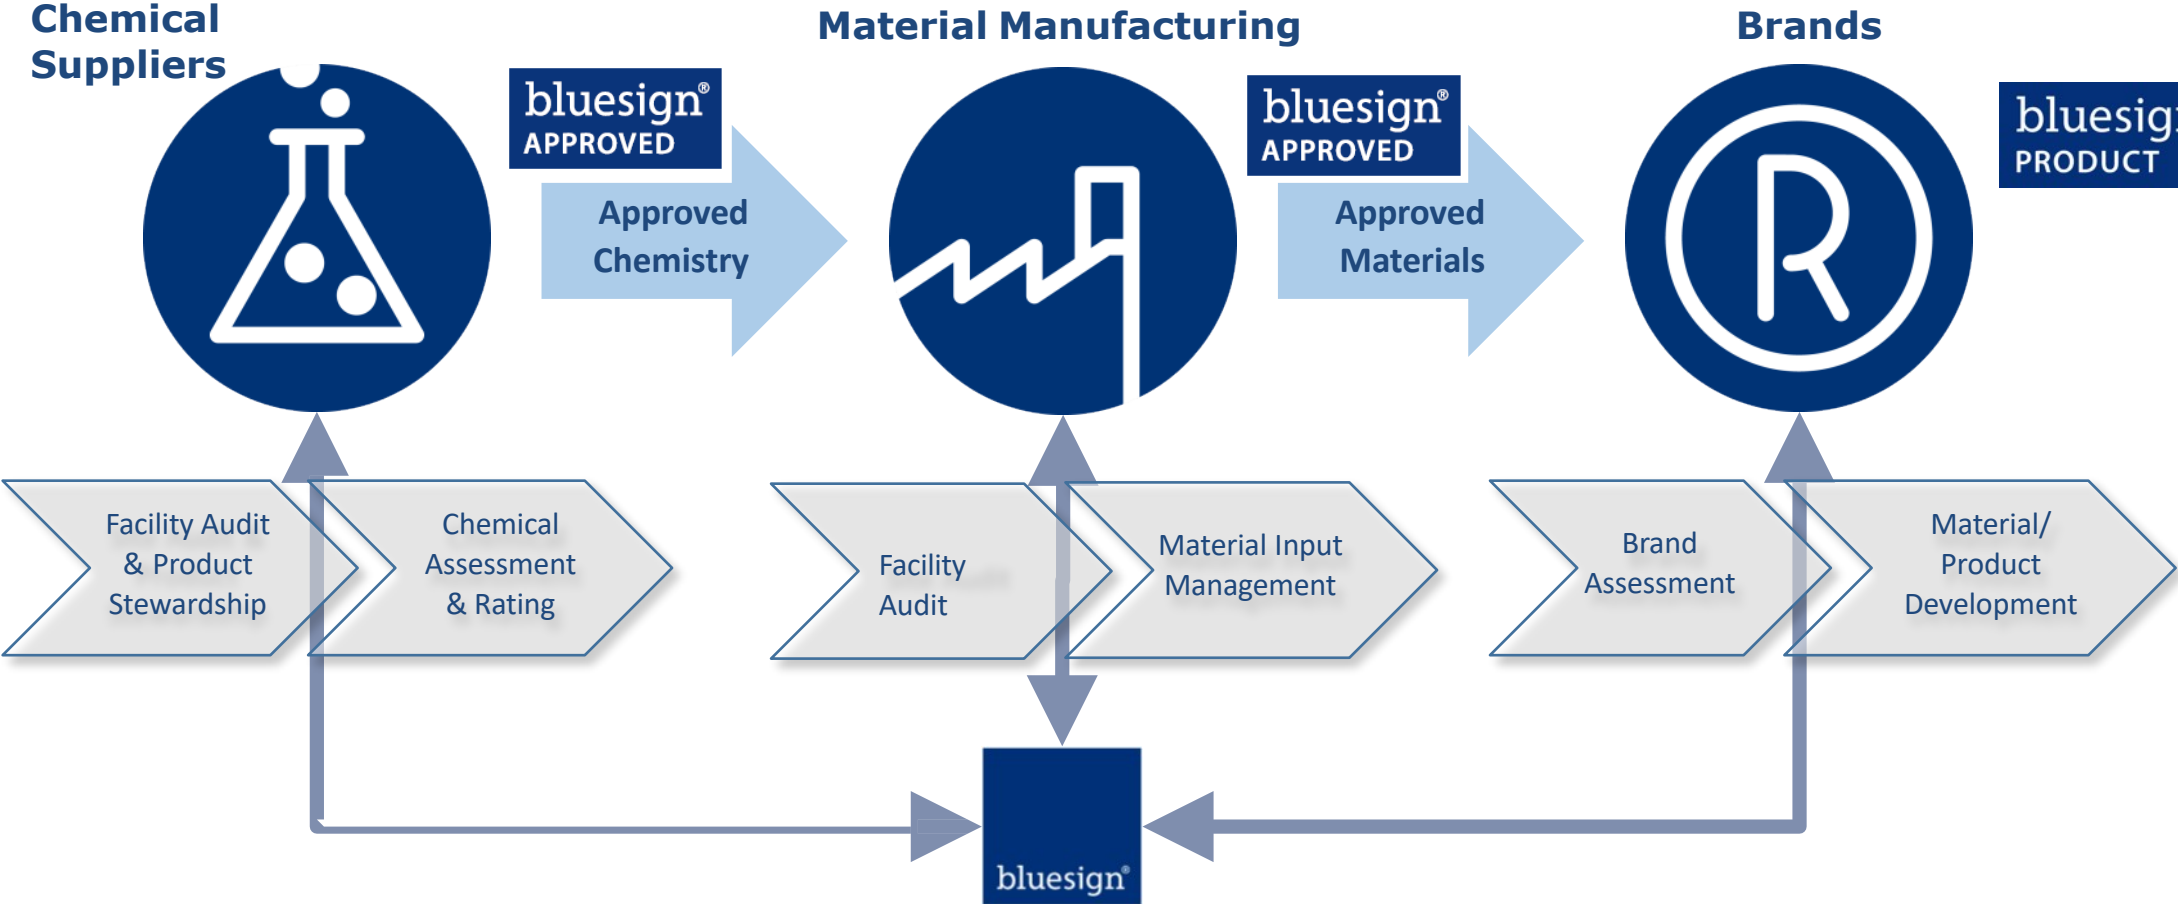 Chemical
Suppliers
Material Manufacturing
Brands
bluesign®
APPROVED
Approved
Chemistry
bluesign®
APPROVED
Approved
Materials
R
bluesig
PRODUCT
Facility Audit
& Product
Stewardship
Chemical
Assessment
& Rating
Facility
Audit
Material Input
Management
Brand
Assessment
Material/
Product
Development
bluesign®